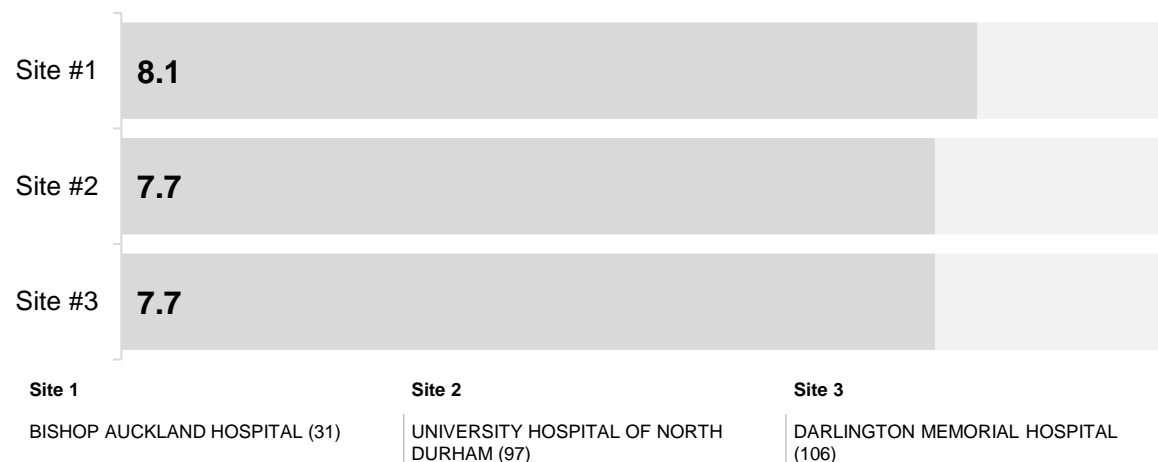 Site #1
8.1
Site #2
7.7
Site #3
7.7
Site 1
BISHOP AUCKLAND HOSPITAL (31)
Site 2
UNIVERSITY HOSPITAL OF NORTH
DURHAM (97)
Site 3
DARLINGTON MEMORIAL HOSPITAL
(106)